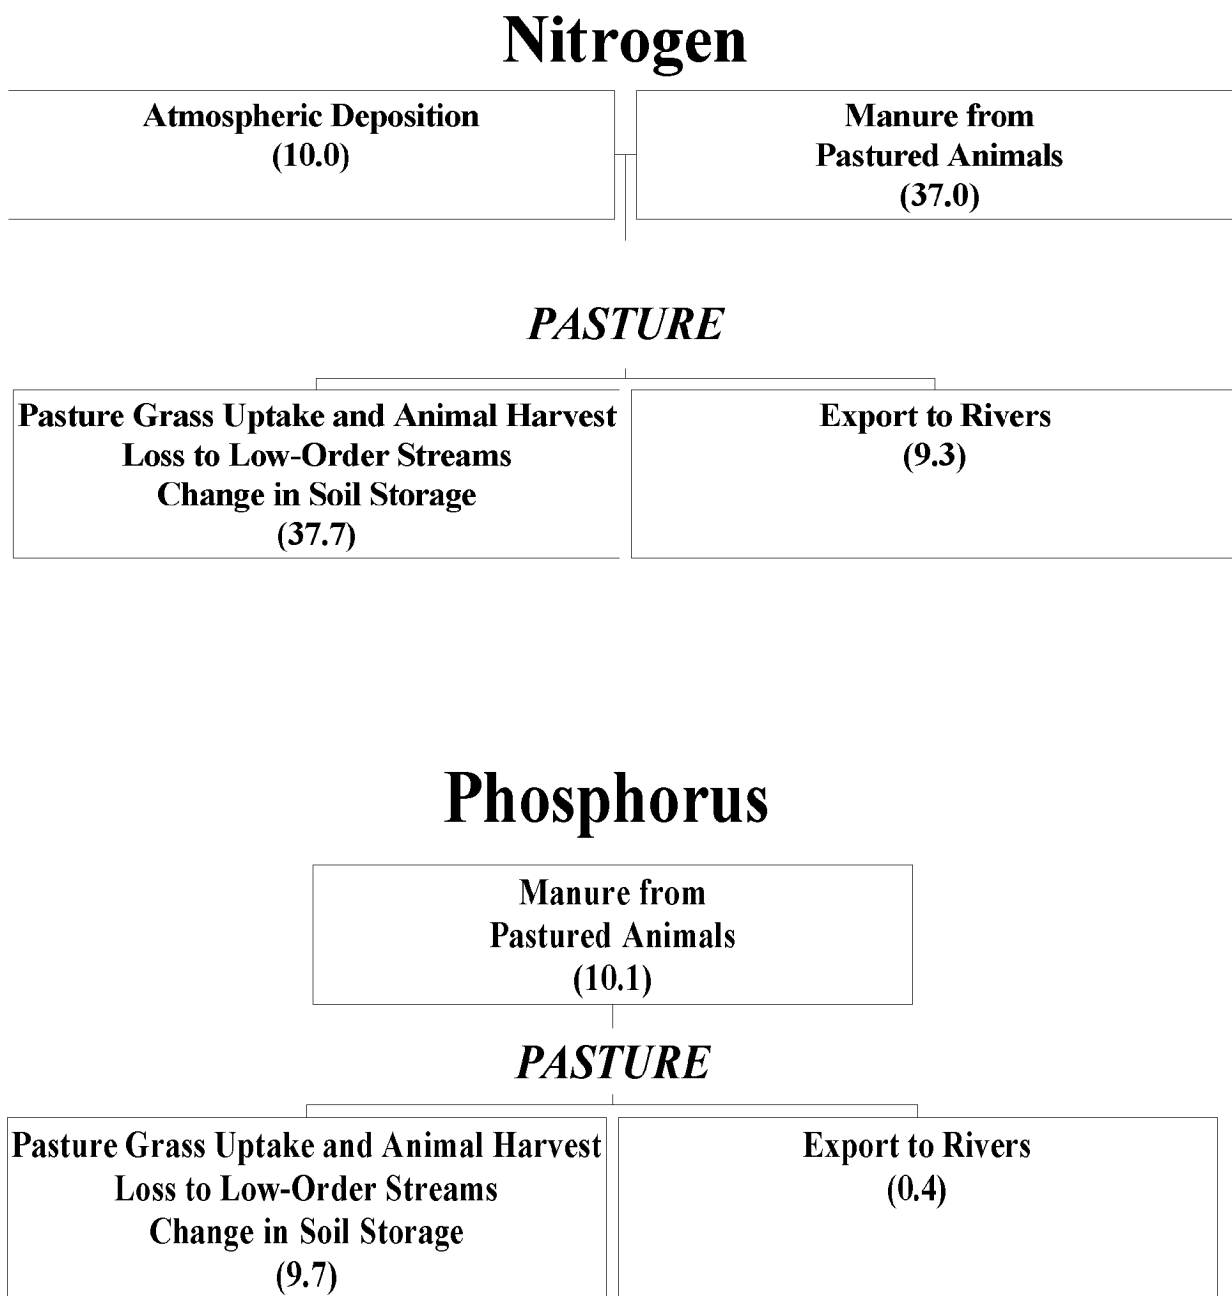 Nitrogen
Atmospheric Deposition
(10.0)
Manure from
Pastured Animals
(37.0)
PASTURE
Pasture Grass Uptake and Animal Harvest
Loss to Low-Order Streams
Change in Soil Storage
(37.7)
Export to Rivers
(9.3)
Phosphorus
Manure from
Pastured Animals
(10.1)
PASTURE
Pasture Grass Uptake and Animal Harvest
Loss to Low-Order Streams
Change in Soil Storage
(9.7)
Export to Rivers
(0.4)